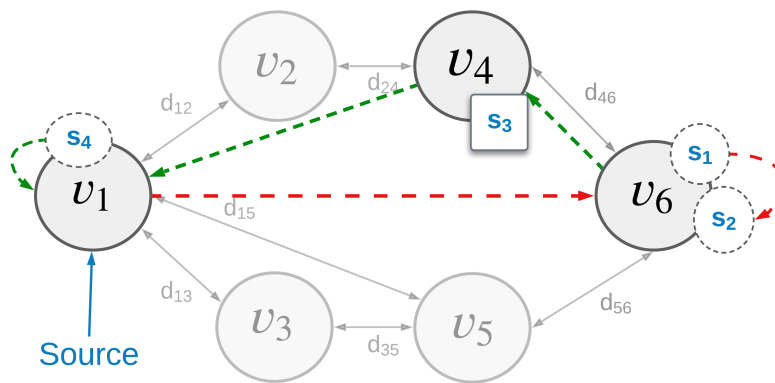 v₂
v₄
d₂₄
d₄₆
d₁₂
s₃
s₄
s₁
v₁
v₆
d₁₅
s₂
d₁₃
d₅₆
v₃
v₅
d₃₅
Source